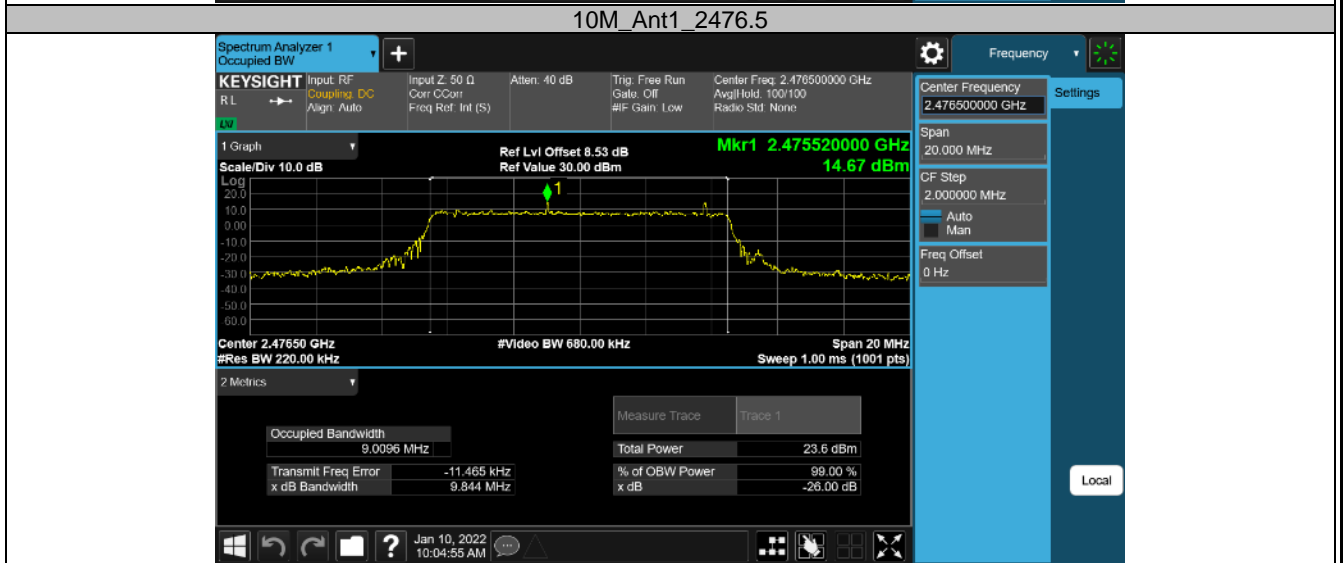 10M_Ant1_2476.5
Spectrum Analyzer 1
Occupied BW
+
Frequency
KEYSIGHT Input: RF
R L
Coupling: DC
Align: Auto
LXI
Input Z: 50 Ω
Corr CCorr
Freq Ref: Int (S)
Atten: 40 dB
Trig: Free Run
Gate: Off
#IF Gain: Low
Center Freq: 2.476500000 GHz
Avg|Hold: 100/100
Radio Std: None
Center Frequency
2.476500000 GHz
Settings
Span
20.000 MHz
CF Step
2.000000 MHz
Auto
Man
Freq Offset
0 Hz
1 Graph
Scale/Div 10.0 dB
Ref Lvl Offset 8.53 dB
Ref Value 30.00 dBm
Mkr1 2.475520000 GHz
14.67 dBm
Log
1
20.0
10.0
0.00
-10.0
-20.0
-30.0
-40.0
-50.0
-60.0
Center 2.47650 GHz
#Video BW 680.00 kHz
Span 20 MHz
#Res BW 220.00 kHz
Sweep 1.00 ms (1001 pts)
2 Metrics
Measure Trace Trace 1
Occupied Bandwidth
9.0096 MHz
Total Power 23.6 dBm
Transmit Freq Error -11.465 kHz
% of OBW Power 99.00 %
x dB Bandwidth 9.844 MHz
x dB -26.00 dB
Local
?
Jan 10, 2022
10:04:55 AM